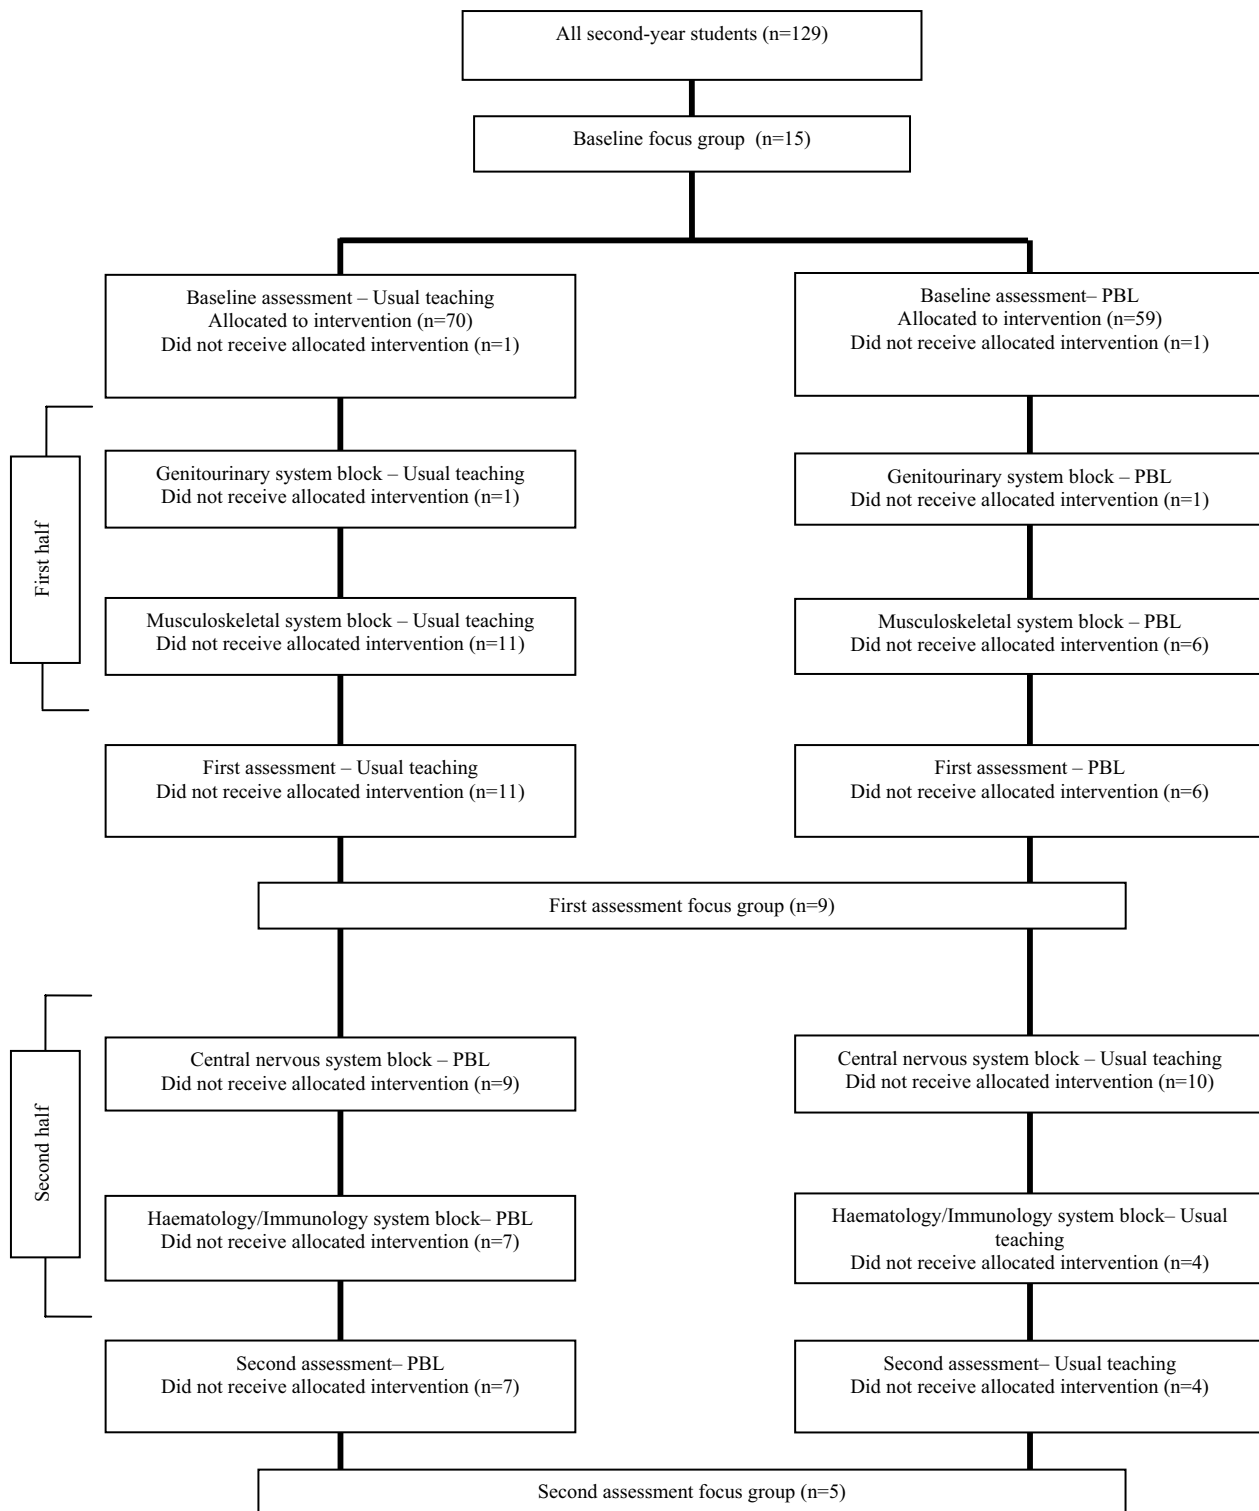 All second-year students (n=129)
Baseline focus group (n=15)
Baseline assessment – Usual teaching
Allocated to intervention (n=70)
Did not receive allocated intervention (n=1)
Baseline assessment– PBL
Allocated to intervention (n=59)
Did not receive allocated intervention (n=1)
First half
Genitourinary system block – Usual teaching
Did not receive allocated intervention (n=1)
Genitourinary system block – PBL
Did not receive allocated intervention (n=1)
Musculoskeletal system block – Usual teaching
Did not receive allocated intervention (n=11)
Musculoskeletal system block – PBL
Did not receive allocated intervention (n=6)
First assessment – Usual teaching
Did not receive allocated intervention (n=11)
First assessment – PBL
Did not receive allocated intervention (n=6)
First assessment focus group (n=9)
Second half
Central nervous system block – PBL
Did not receive allocated intervention (n=9)
Central nervous system block – Usual teaching
Did not receive allocated intervention (n=10)
Haematology/Immunology system block– PBL
Did not receive allocated intervention (n=7)
Haematology/Immunology system block– Usual
teaching
Did not receive allocated intervention (n=4)
Second assessment– PBL
Did not receive allocated intervention (n=7)
Second assessment– Usual teaching
Did not receive allocated intervention (n=4)
Second assessment focus group (n=5)